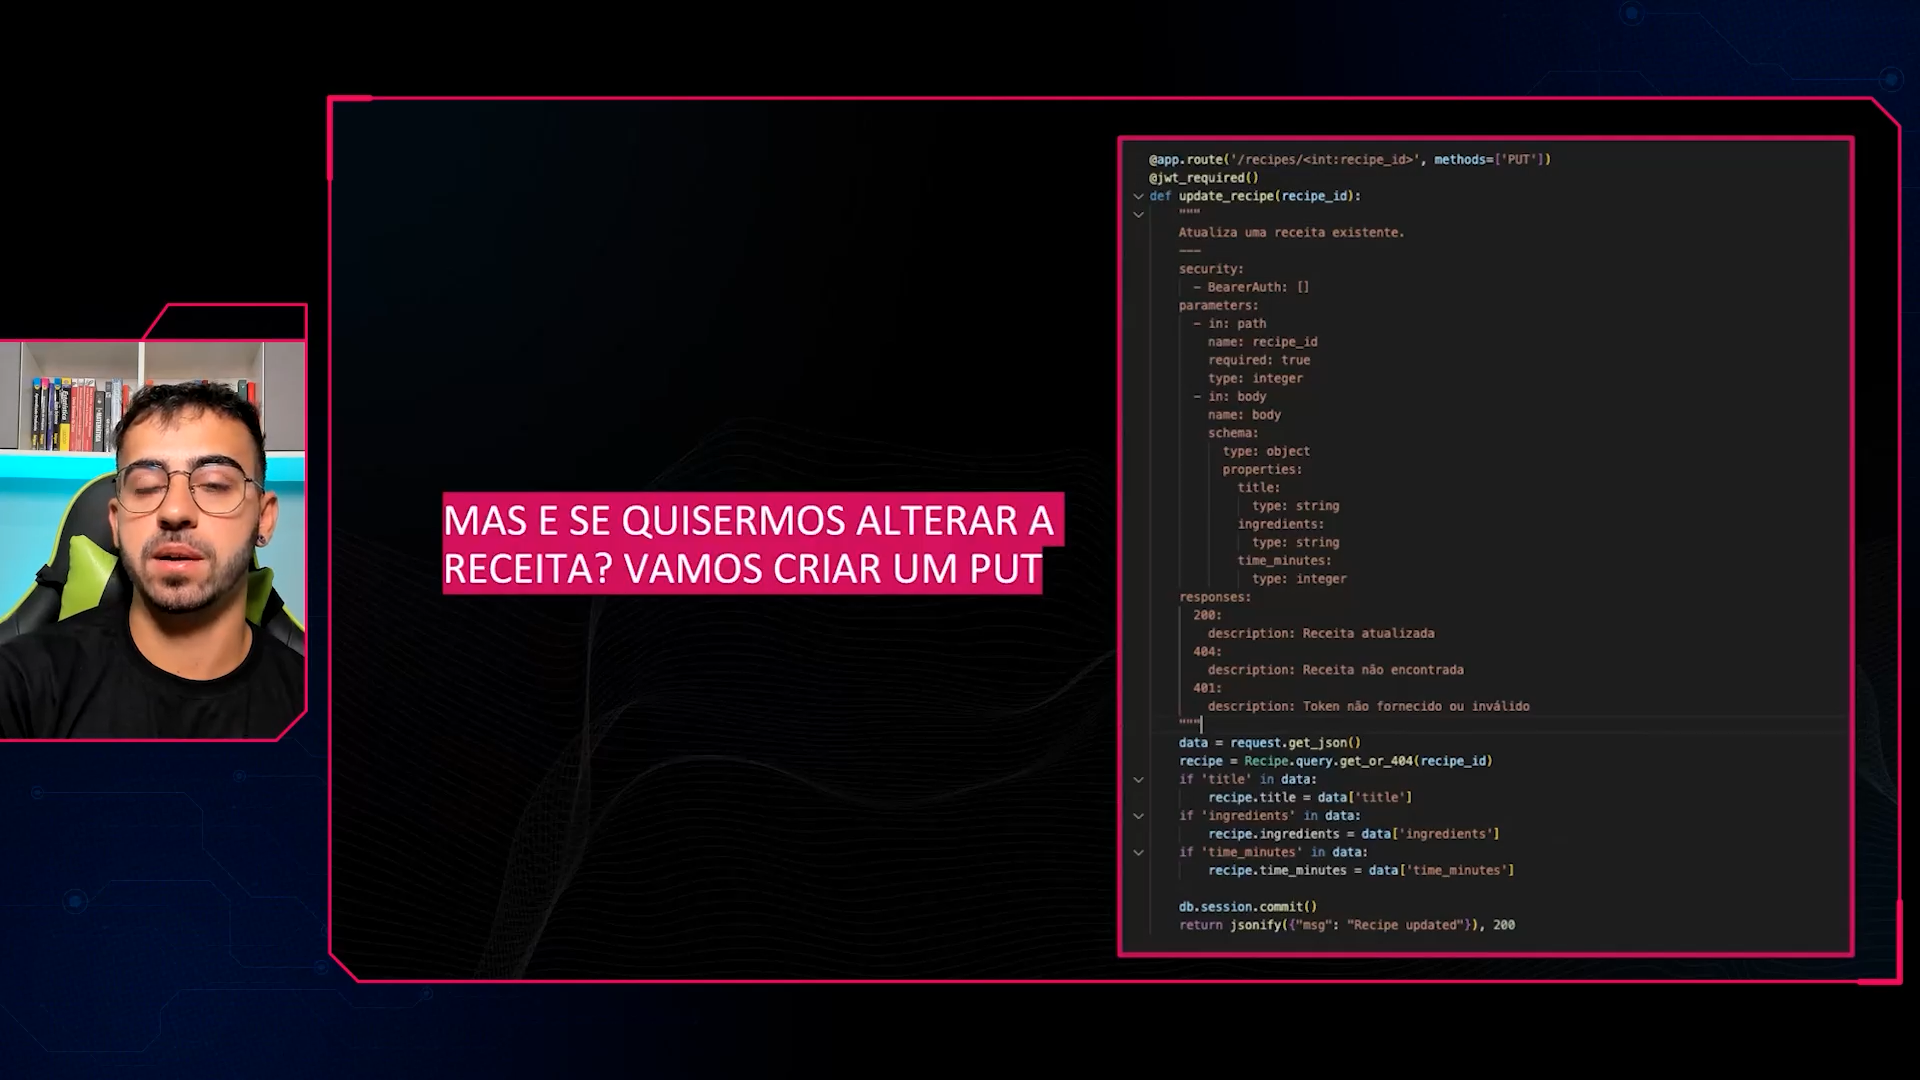 MAS E SE QUISERMOS ALTERAR A
RECEITA? VAMOS CRIAR UM PUT
@app.route('/recipes/<int:recipe_id>', methods=['PUT'])
@jwt_required()
def update_recipe(recipe_id):
"""
Atualiza uma receita existente.
---
security:
- BearerAuth: []
parameters:
- in: path
name: recipe_id
required: true
type: integer
- in: body
name: body
schema:
type: object
properties:
title:
type: string
ingredients:
type: string
time_minutes:
type: integer
responses:
200:
description: Receita atualizada
404:
description: Receita não encontrada
401:
description: Token não fornecido ou inválido
"""
data = request.get_json()
recipe = Recipe.query.get_or_404(recipe_id)
if 'title' in data:
recipe.title = data['title']
if 'ingredients' in data:
recipe.ingredients = data['ingredients']
if 'time_minutes' in data:
recipe.time_minutes = data['time_minutes']
db.session.commit()
return jsonify({"msg": "Recipe updated"}), 200